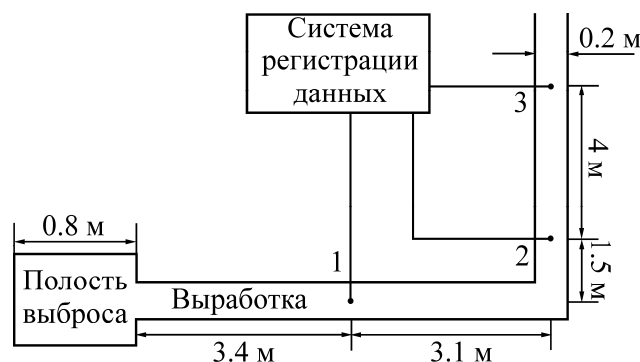 Система
регистрации
данных
0.2 м
3
4 м
0.8 м
1
2
1.5 м
Полость
выброса
Выработка
3.4 м
3.1 м